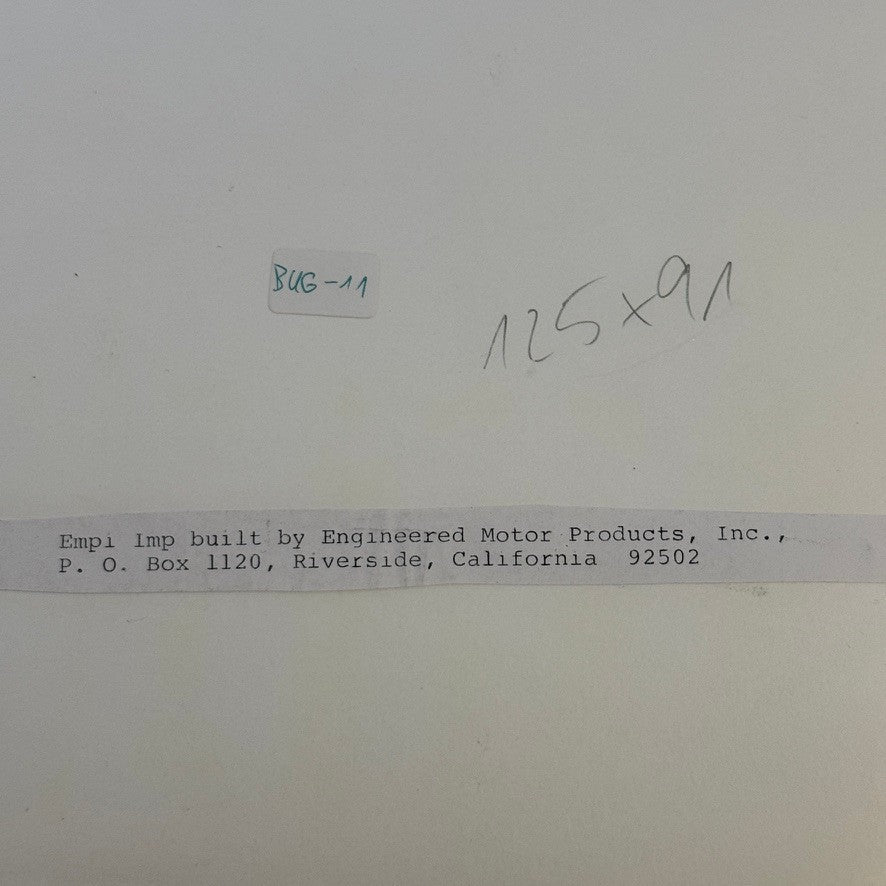 BUG-11
125x91
Empi Imp built by Engineered Motor Products, Inc.,
P. O. Box 1120, Riverside, California 92502